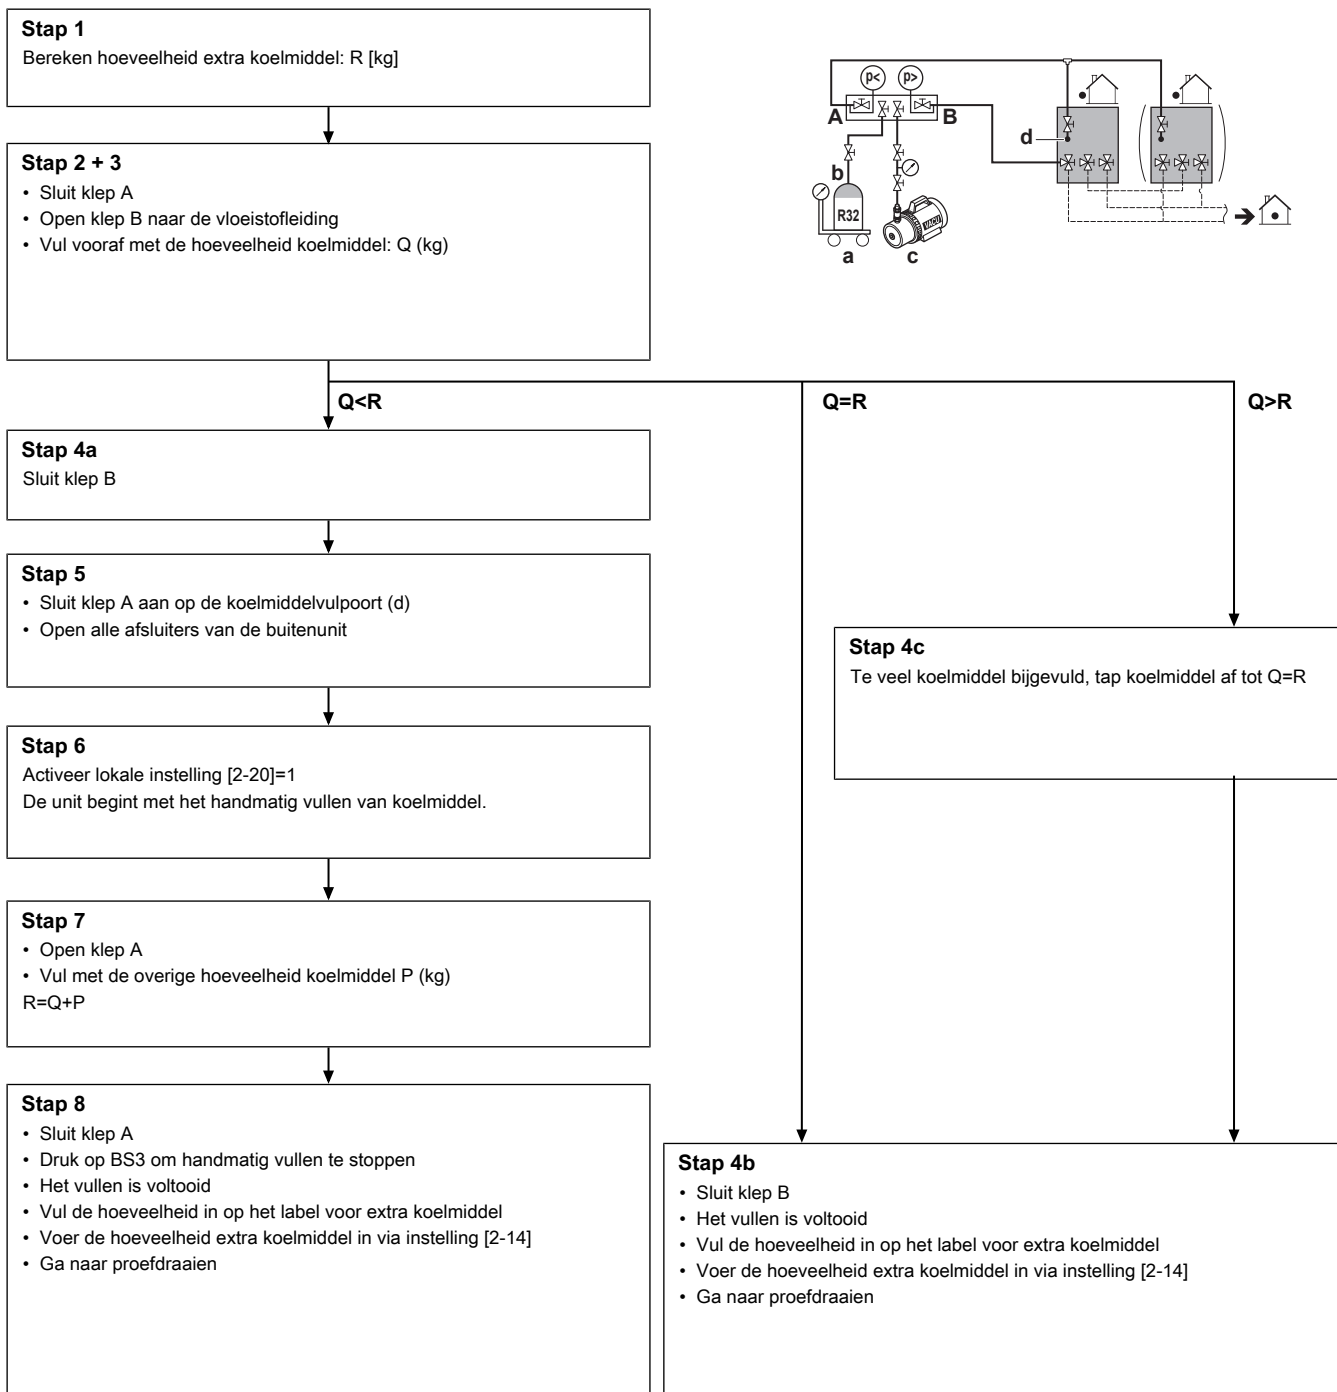 Stap 1
Bereken hoeveelheid extra koelmiddel: R [kg]
p<
p>
A
B
d
b
R32
VACU
a
c
Stap 2 + 3
• Sluit klep A
• Open klep B naar de vloeistofleiding
• Vul vooraf met de hoeveelheid koelmiddel: Q (kg)
Q<R
Q=R
Q>R
Stap 4a
Sluit klep B
Stap 5
• Sluit klep A aan op de koelmiddelvulpoort (d)
• Open alle afsluiters van de buitenunit
Stap 4c
Te veel koelmiddel bijgevuld, tap koelmiddel af tot Q=R
Stap 6
Activeer lokale instelling [2-20]=1
De unit begint met het handmatig vullen van koelmiddel.
Stap 7
• Open klep A
• Vul met de overige hoeveelheid koelmiddel P (kg)
R=Q+P
Stap 8
• Sluit klep A
• Druk op BS3 om handmatig vullen te stoppen
• Het vullen is voltooid
• Vul de hoeveelheid in op het label voor extra koelmiddel
• Voer de hoeveelheid extra koelmiddel in via instelling [2-14]
• Ga naar proefdraaien
Stap 4b
• Sluit klep B
• Het vullen is voltooid
• Vul de hoeveelheid in op het label voor extra koelmiddel
• Voer de hoeveelheid extra koelmiddel in via instelling [2-14]
• Ga naar proefdraaien